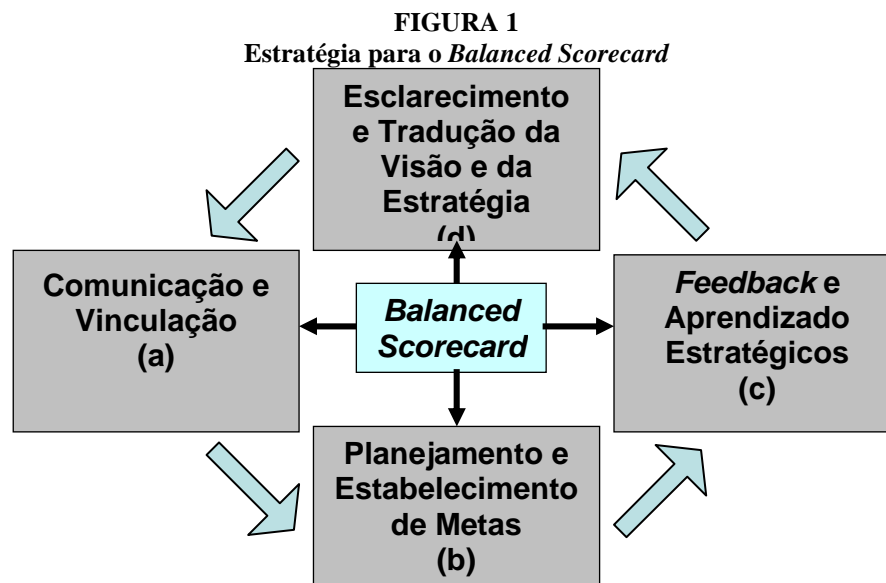 FIGURA 1
Estratégia para o Balanced Scorecard
Esclarecimento
e Tradução da
Visão e da
Estratégia
(d)
Comunicação e
Vinculação
(a)
Balanced
Scorecard
Feedback e
Aprendizado
Estratégicos
(c)
Planejamento e
Estabelecimento
de Metas
(b)